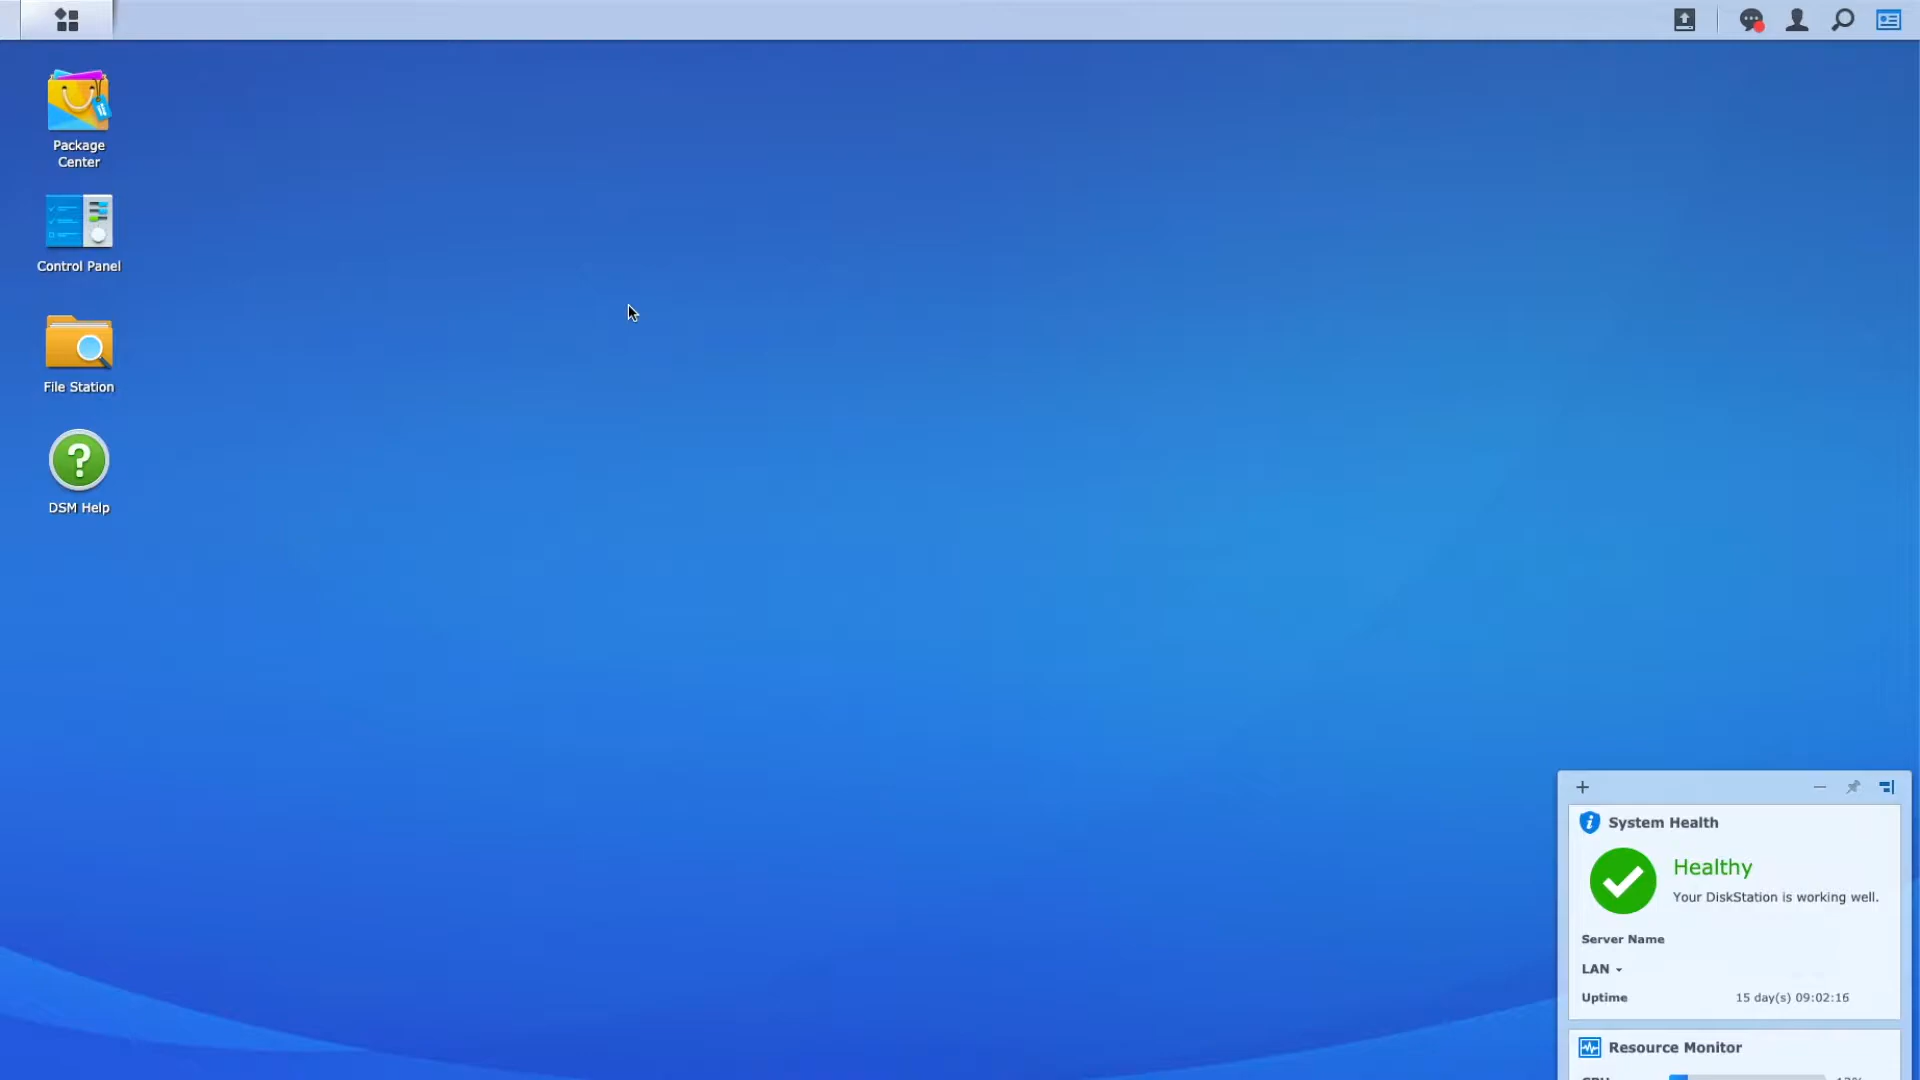 Package
Center
Control Panel
File Station
DSM Help
System Health
Healthy
Your DiskStation is working well.
Server Name
LAN
Uptime 15 day(s) 09:02:16
Resource Monitor